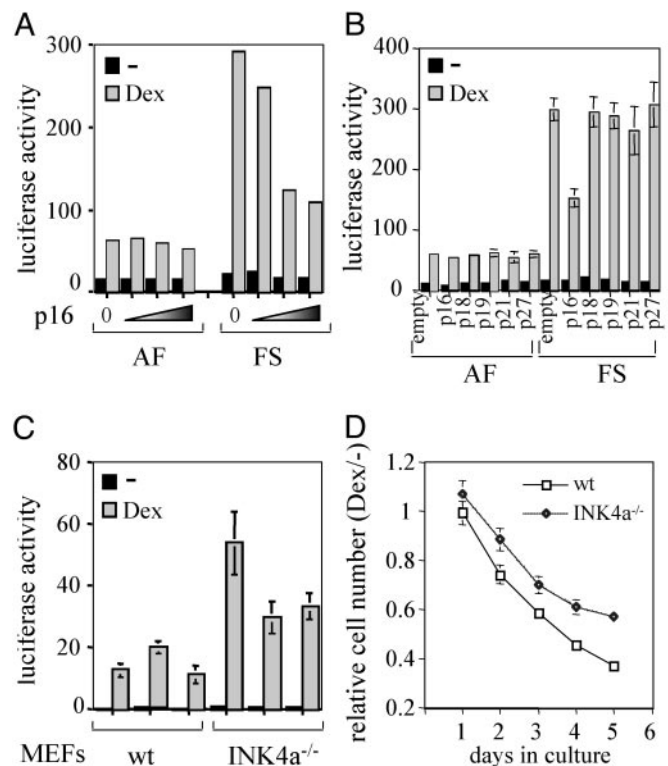 A
300
-
Dex
200
luciferase activity
100
0
p16
0
0
AF
FS
B
400
-
Dex
300
luciferase activity
200
100
0
empty
p16
p18
p19
p21
p27
empty
p16
p18
p19
p21
p27
AF
FS
C
80
-
Dex
60
luciferase activity
40
20
0
MEFs
wt
INK4a-/-
D
1.2
wt
INK4a-/-
1
relative cell number (Dex/-)
0.8
0.6
0.4
0.2
1 2 3 4 5 6
days in culture